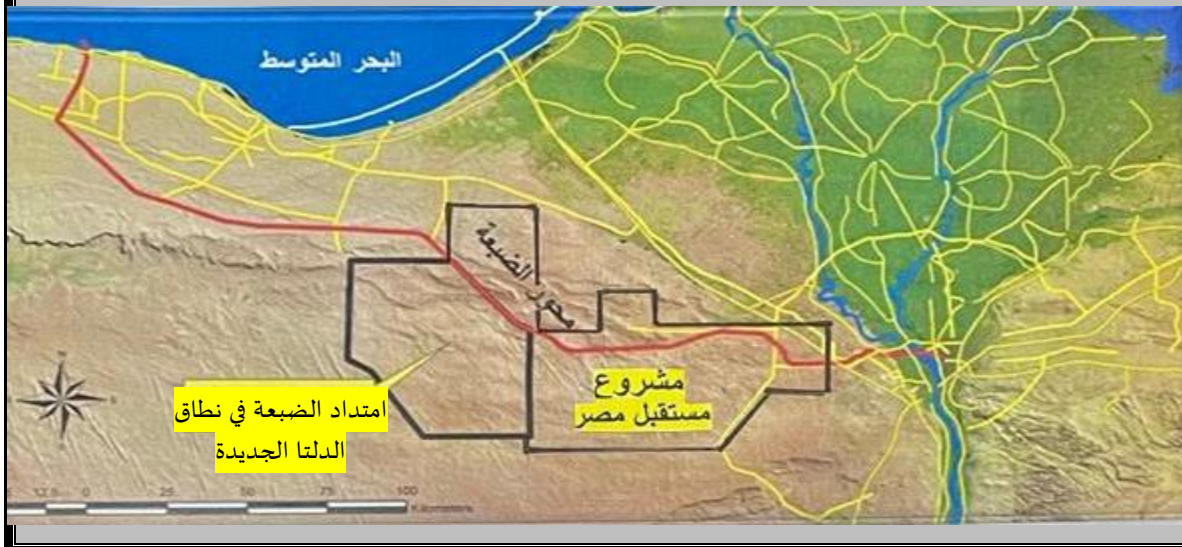 البحر المتوسط
محور الضبعة
مشروع
مستقبل مصر
امتداد الضبعة في نطاق
الدلتا الجديدة
12.5 0 25 50 75 100
Kilometers